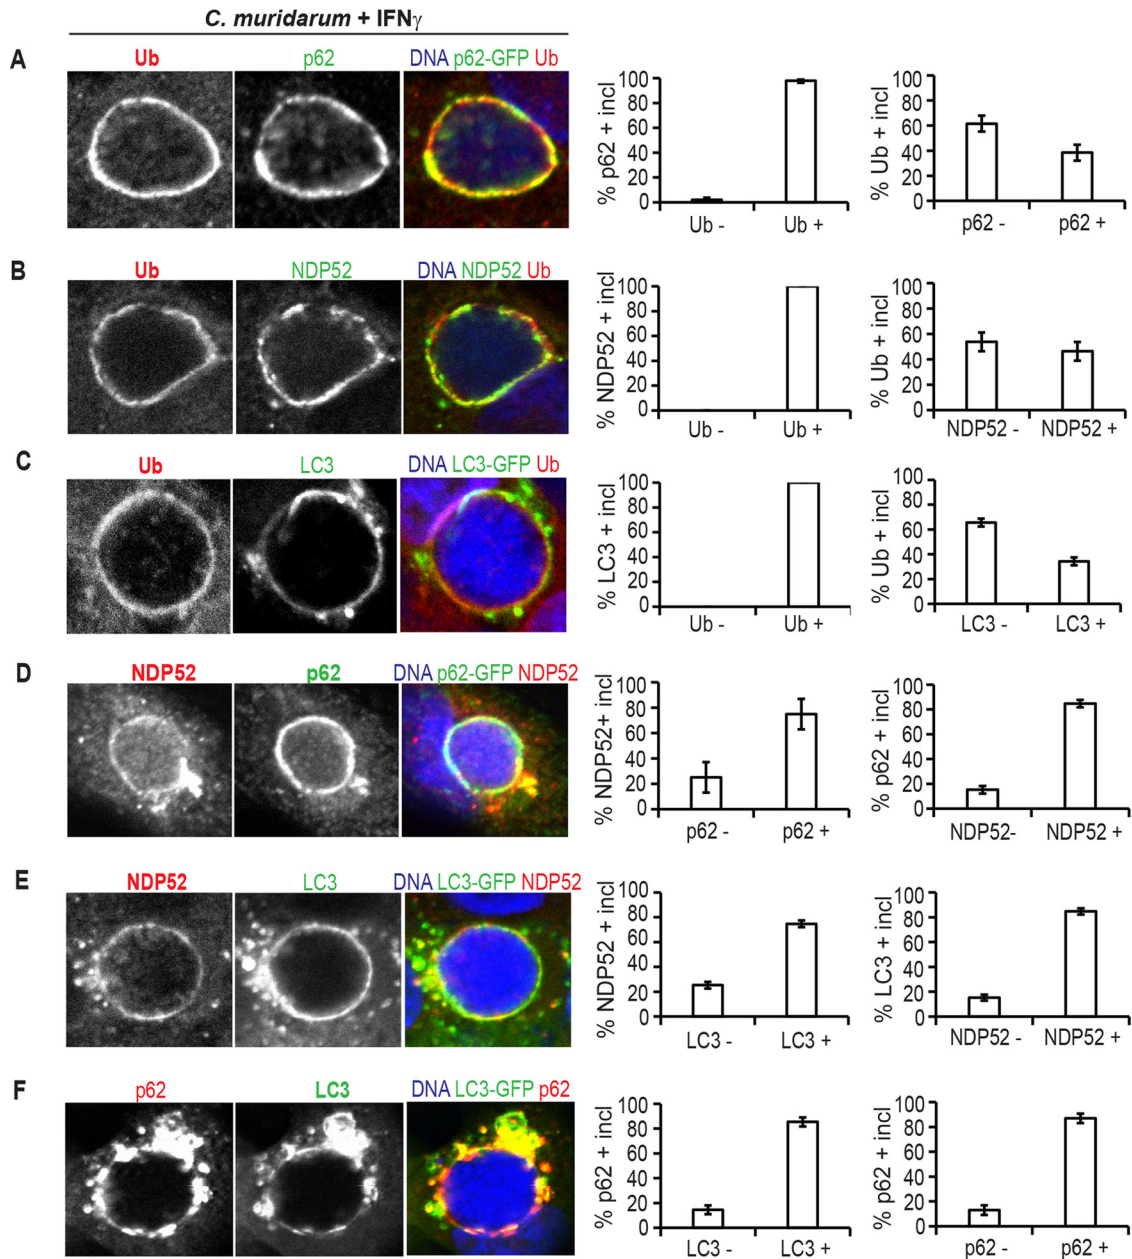 C. muridarum + IFNγ
A
Ub p62 DNA p62-GFP Ub
% p62 + incl
100
80
60
40
20
0
Ub - Ub +
% Ub + incl
100
80
60
40
20
0
p62 - p62 +
B
Ub NDP52 DNA NDP52 Ub
% NDP52 + incl
100
80
60
40
20
0
Ub - Ub +
% Ub + incl
100
80
60
40
20
0
NDP52 - NDP52 +
C
Ub LC3 DNA LC3-GFP Ub
% LC3 + incl
100
80
60
40
20
0
Ub - Ub +
% Ub + incl
100
80
60
40
20
0
LC3 - LC3 +
D
NDP52 p62 DNA p62-GFP NDP52
% NDP52+ incl
100
80
60
40
20
0
p62 - p62 +
% p62 + incl
100
80
60
40
20
0
NDP52- NDP52 +
E
NDP52 LC3 DNA LC3-GFP NDP52
% NDP52 + incl
100
80
60
40
20
0
LC3 - LC3 +
% LC3 + incl
100
80
60
40
20
0
NDP52 - NDP52 +
F
p62 LC3 DNA LC3-GFP p62
% p62 + incl
100
80
60
40
20
0
LC3 - LC3 +
% p62 + incl
100
80
60
40
20
0
p62 - p62 +